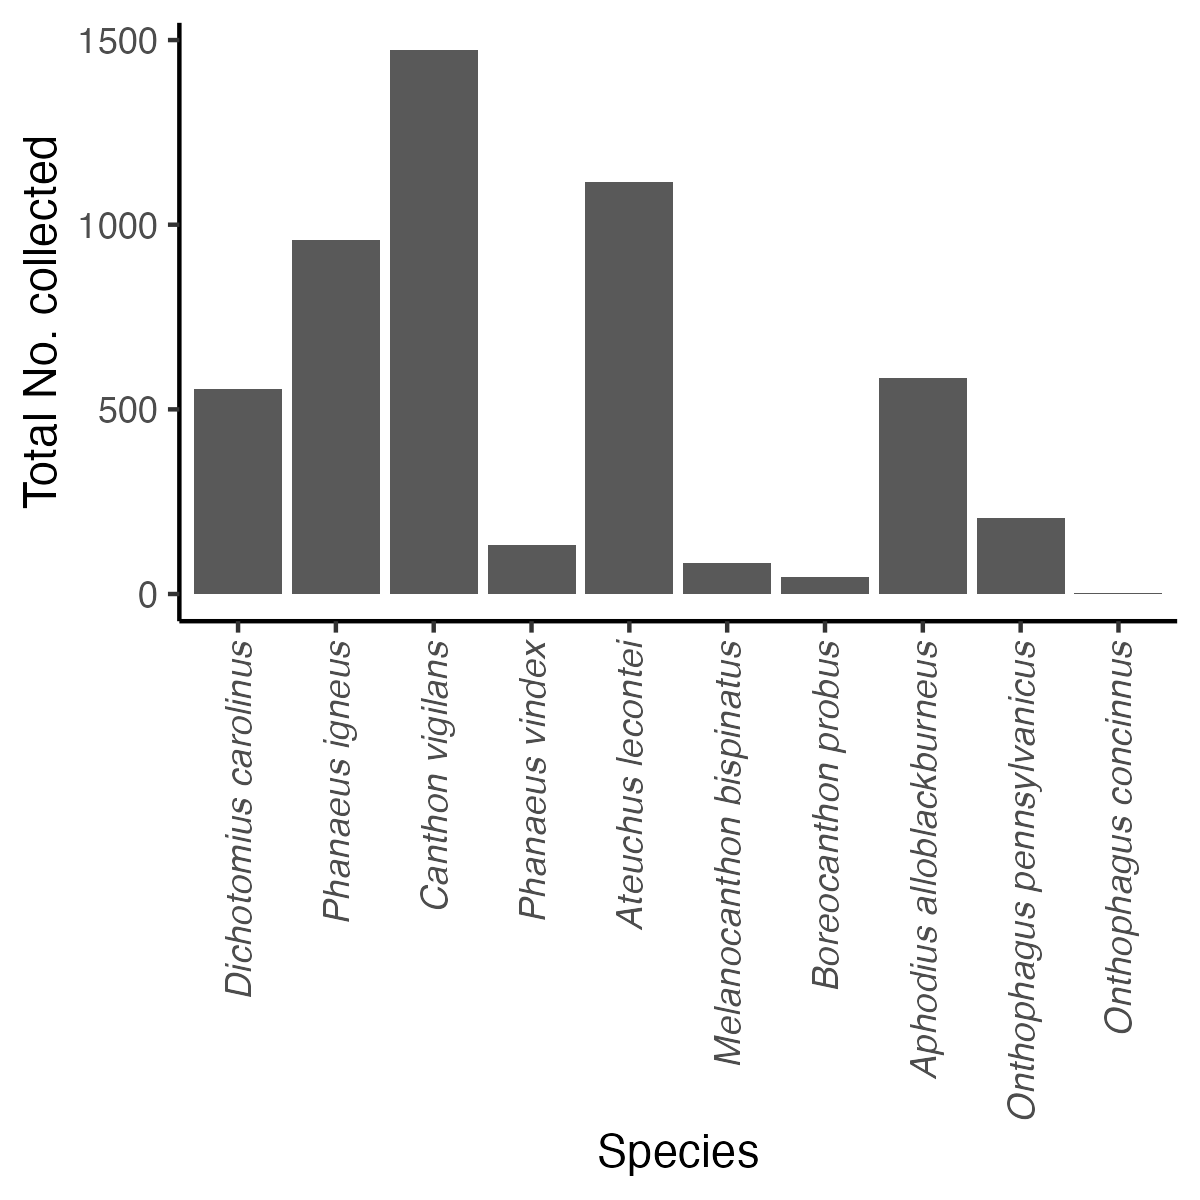 Total No. collected
1500
1000
500
0
Dichotomius carolinus
Phanaeus igneus
Canthon vigilans
Phanaeus vindex
Ateuchus lecontei
Melanocanthon bispinatus
Boreocanthon probus
Aphodius alloblackburneus
Onthophagus pennsylvanicus
Onthophagus concinnus
Species